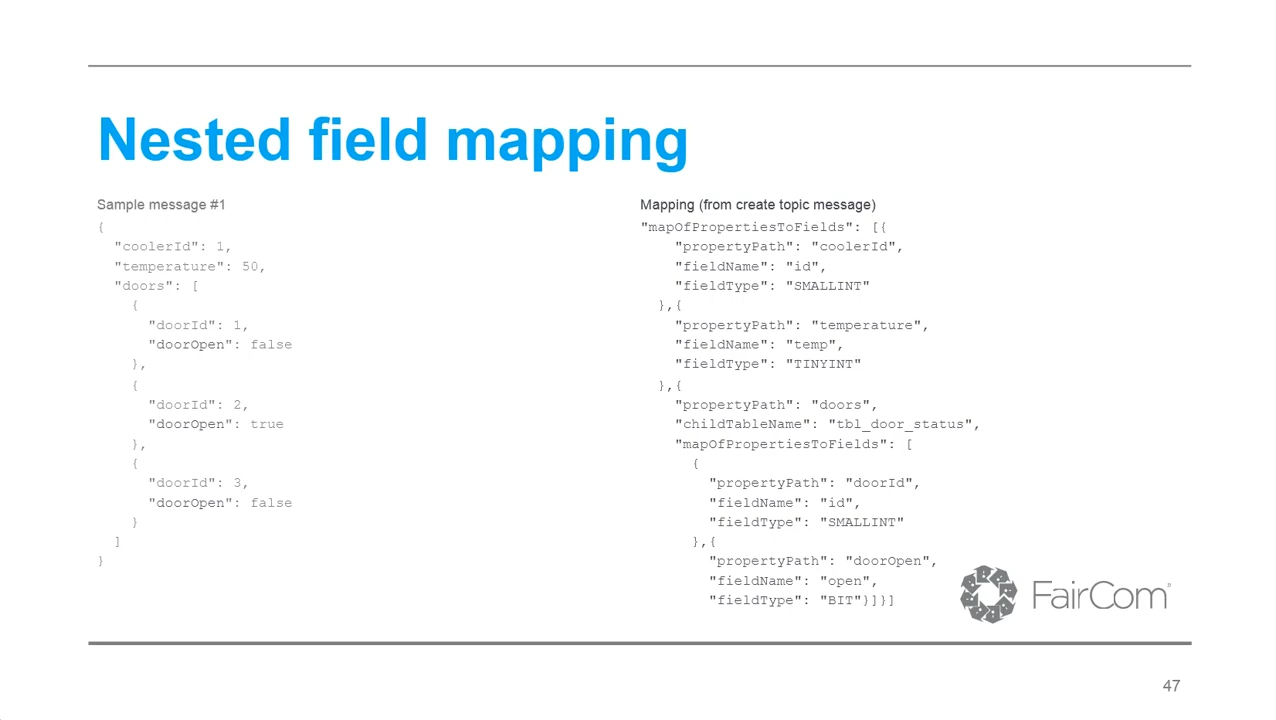 Nested field mapping
Sample message #1
{
  "coolerId": 1,
  "temperature": 50,
  "doors": [
    {
      "doorId": 1,
      "doorOpen": false
    },
    {
      "doorId": 2,
      "doorOpen": true
    },
    {
      "doorId": 3,
      "doorOpen": false
    }
  ]
}
Mapping (from create topic message)
"mapOfPropertiesToFields": [{
    "propertyPath": "coolerId",
    "fieldName": "id",
    "fieldType": "SMALLINT"
  },{
    "propertyPath": "temperature",
    "fieldName": "temp",
    "fieldType": "TINYINT"
  },{
    "propertyPath": "doors",
    "childTableName": "tbl_door_status",
    "mapOfPropertiesToFields": [
      {
        "propertyPath": "doorId",
        "fieldName": "id",
        "fieldType": "SMALLINT"
      },{
        "propertyPath": "doorOpen",
        "fieldName": "open",
        "fieldType": "BIT"}]}]
FairCom®
47